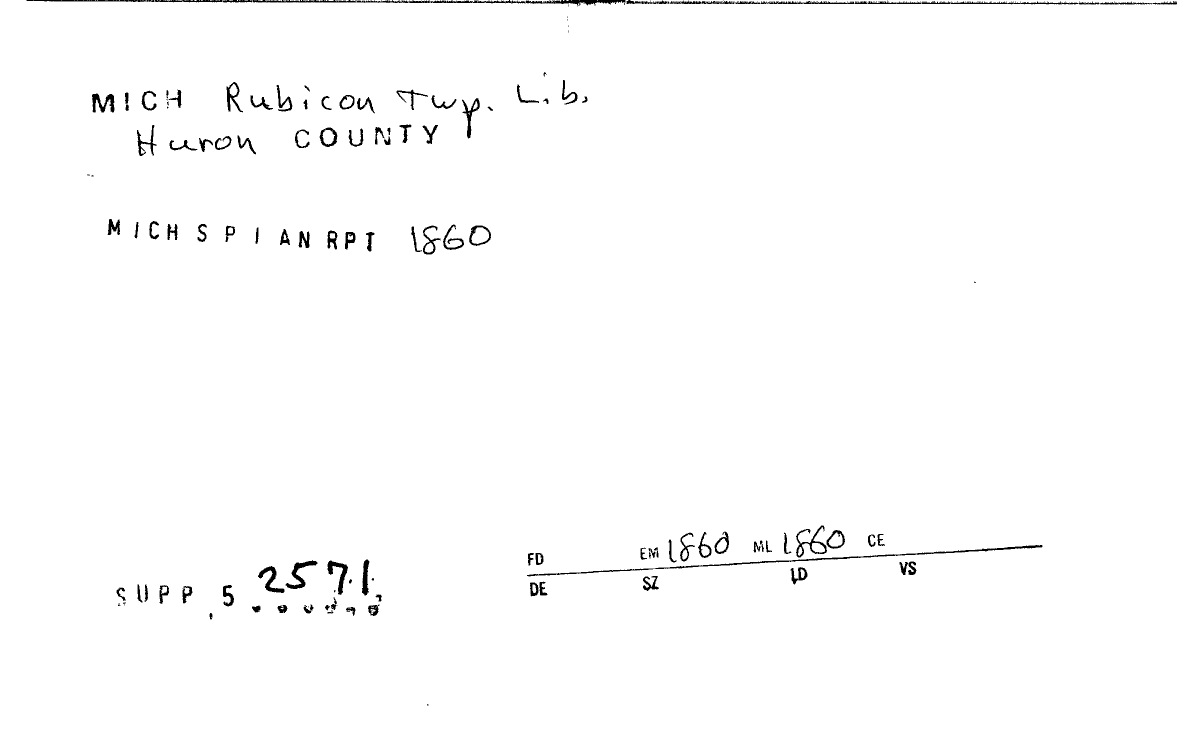 MICH Rubicon Twp. Lib.
Huron COUNTY
MICH S P I AN RPT 1860
SUPP 5 2571
FD EM 1860 ML 1860 CE
DE SZ LD VS